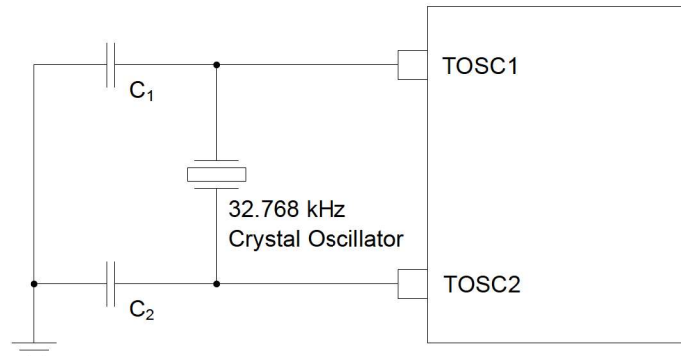 TOSC1
C₁
32.768 kHz
Crystal Oscillator
TOSC2
C₂